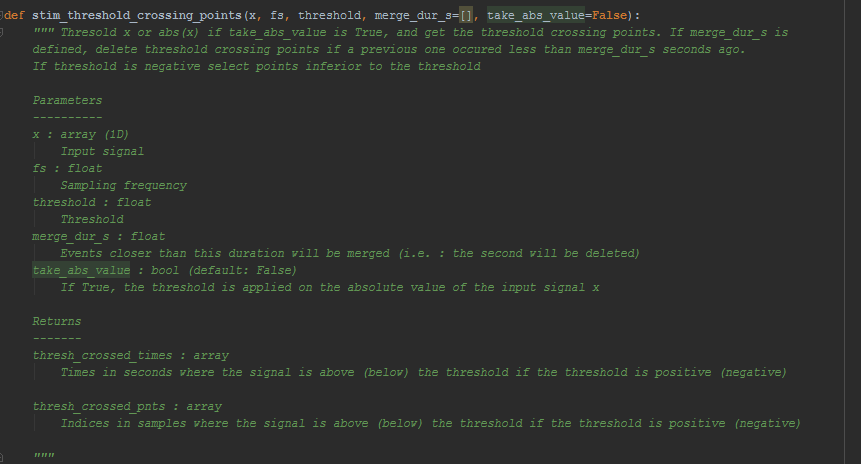 def stim_threshold_crossing_points(x, fs, threshold, merge_dur_s=[], take_abs_value=False):
""" Thresold x or abs(x) if take_abs_value is True, and get the threshold crossing points. If merge_dur_s is
defined, delete threshold crossing points if a previous one occured less than merge_dur_s seconds ago.
If threshold is negative select points inferior to the threshold
Parameters
----------
x : array (1D)
Input signal
fs : float
Sampling frequency
threshold : float
Threshold
merge_dur_s : float
Events closer than this duration will be merged (i.e. : the second will be deleted)
take_abs_value : bool (default: False)
If True, the threshold is applied on the absolute value of the input signal x
Returns
-------
thresh_crossed_times : array
Times in seconds where the signal is above (below) the threshold if the threshold is positive (negative)
thresh_crossed_pnts : array
Indices in samples where the signal is above (below) the threshold if the threshold is positive (negative)
"""